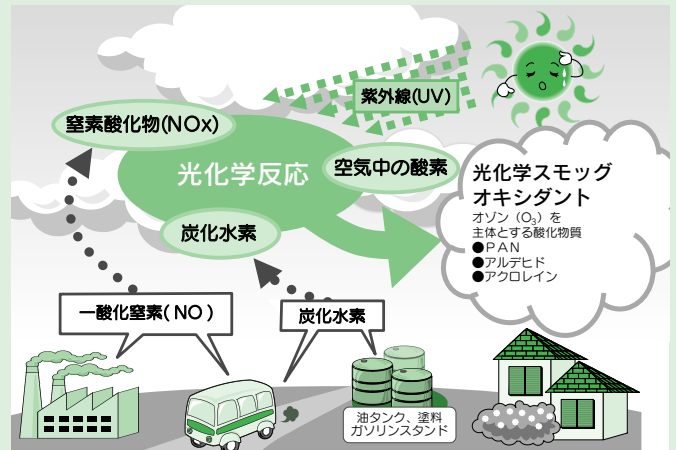 紫外線(UV)
窒素酸化物(NOx)
光化学反応
空気中の酸素
炭化水素
光化学スモッグ
オキシダント
オゾン（O₃）を
主体とする酸化物質
●PAN
●アルデヒド
●アクロレイン
一酸化窒素(NO)
炭化水素
油タンク、塗料
ガソリンスタンド